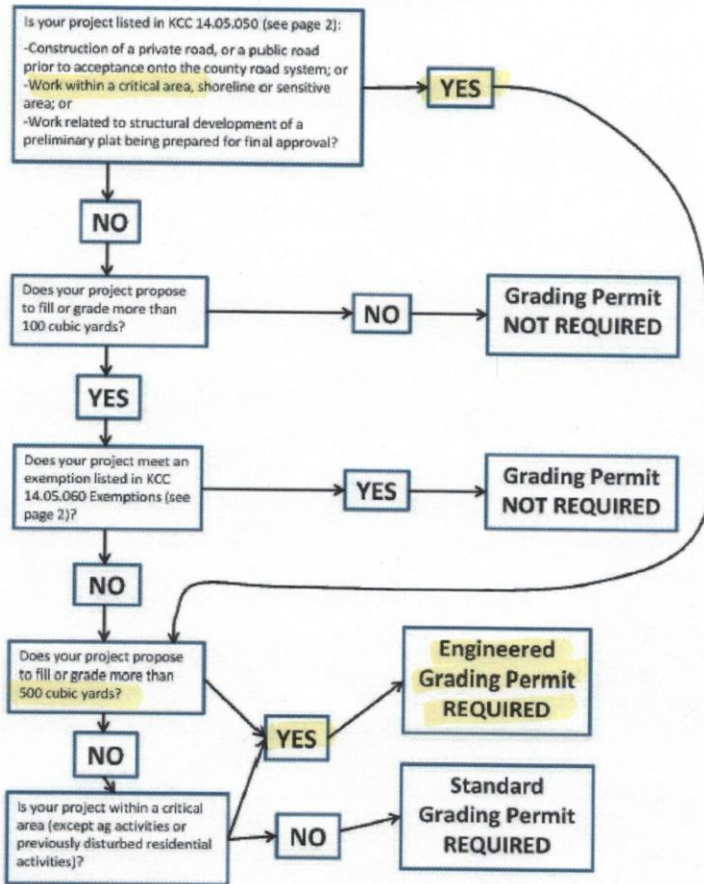 Is your project listed in KCC 14.05.050 (see page 2):
-Construction of a private road, or a public road
prior to acceptance onto the county road system; or
-Work within a critical area, shoreline or sensitive
area; or
-Work related to structural development of a
preliminary plat being prepared for final approval?
YES
NO
Does your project propose
to fill or grade more than
100 cubic yards?
NO
Grading Permit
NOT REQUIRED
YES
Does your project meet an
exemption listed in KCC
14.05.060 Exemptions (see
page 2)?
YES
Grading Permit
NOT REQUIRED
NO
Does your project propose
to fill or grade more than
500 cubic yards?
YES
Engineered
Grading Permit
REQUIRED
NO
Is your project within a critical
area (except ag activities or
previously disturbed residential
activities)?
NO
Standard
Grading Permit
REQUIRED